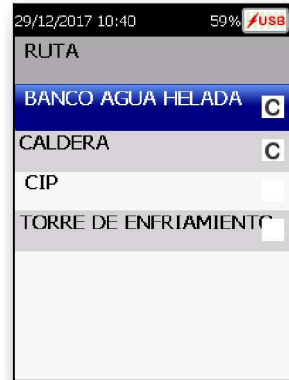 29/12/2017 10:40 59% USB
RUTA
BANCO AGUA HELADA C
CALDERA C
CIP
TORRE DE ENFRIAMIENTO